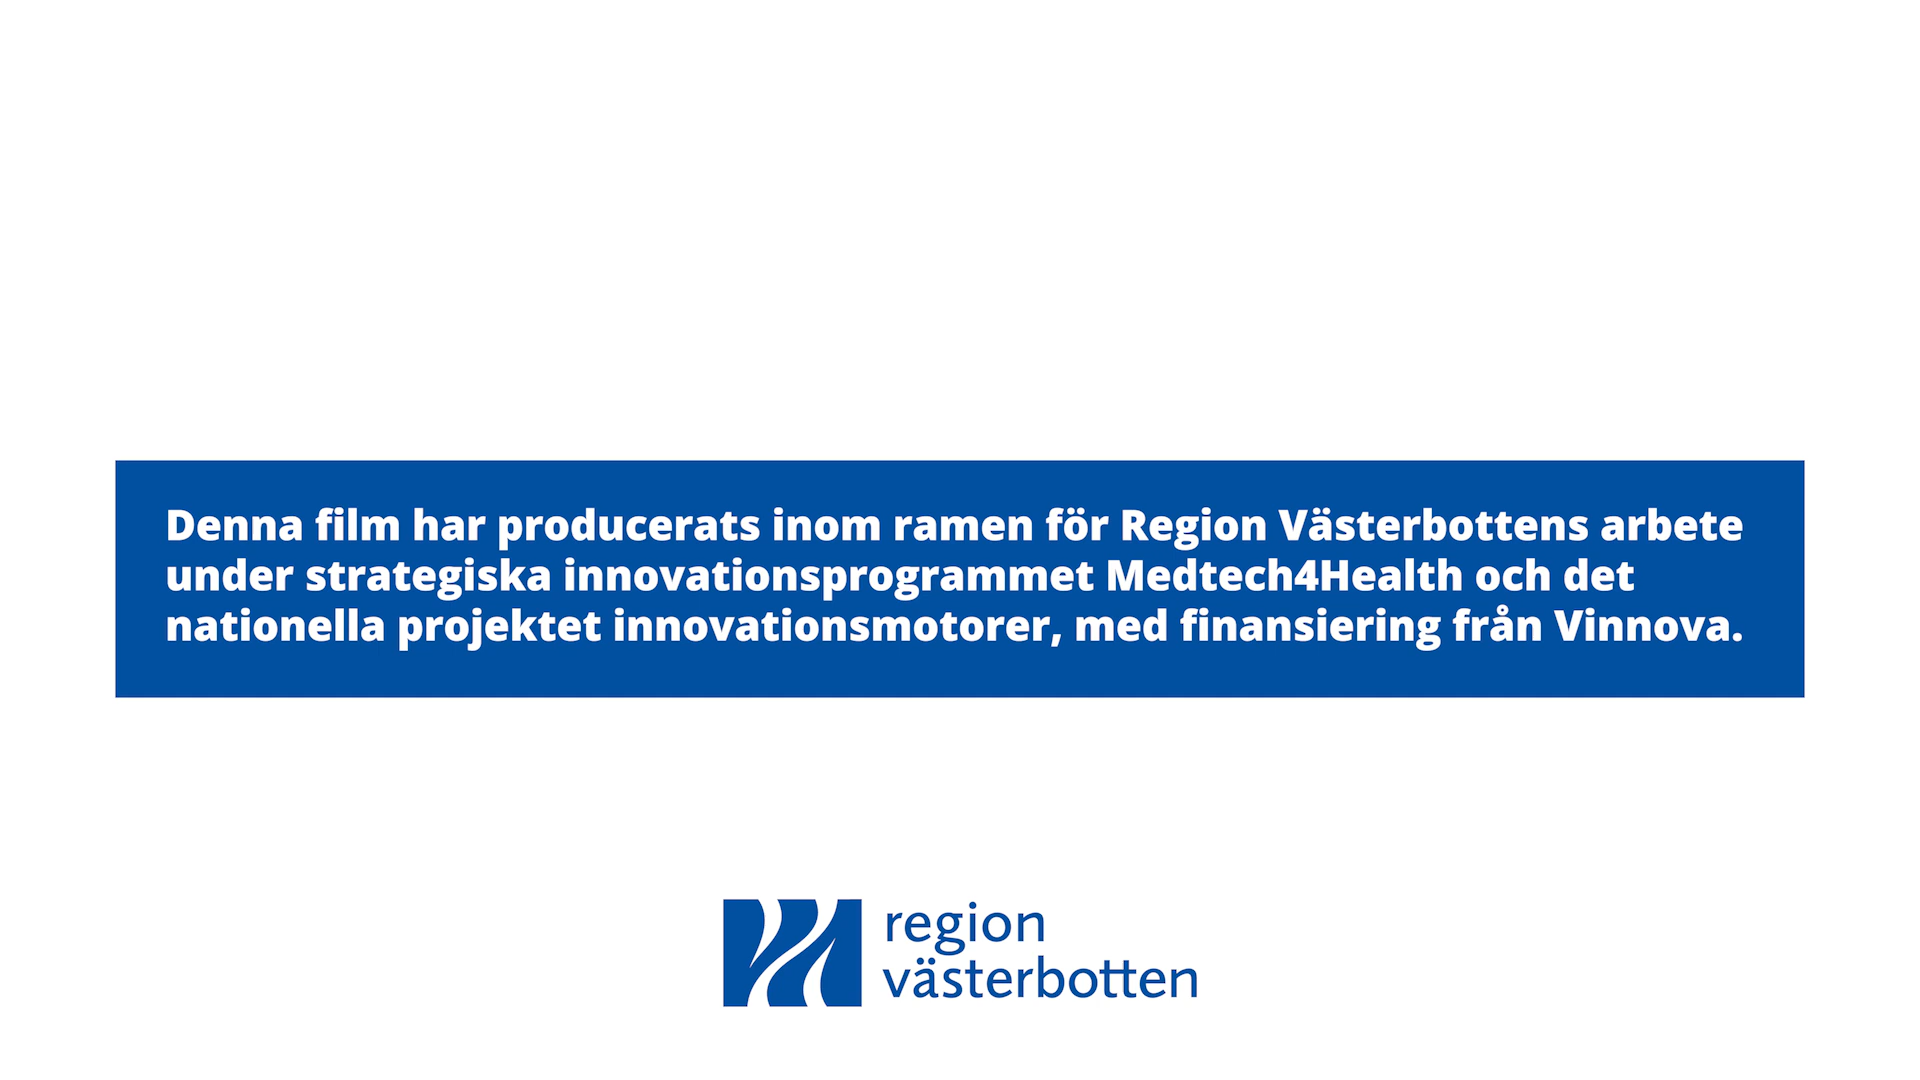 Denna film har producerats inom ramen för Region Västerbottens arbete
under strategiska innovationsprogrammet Medtech4Health och det
nationella projektet innovationsmotorer, med finansiering från Vinnova.
region
västerbotten